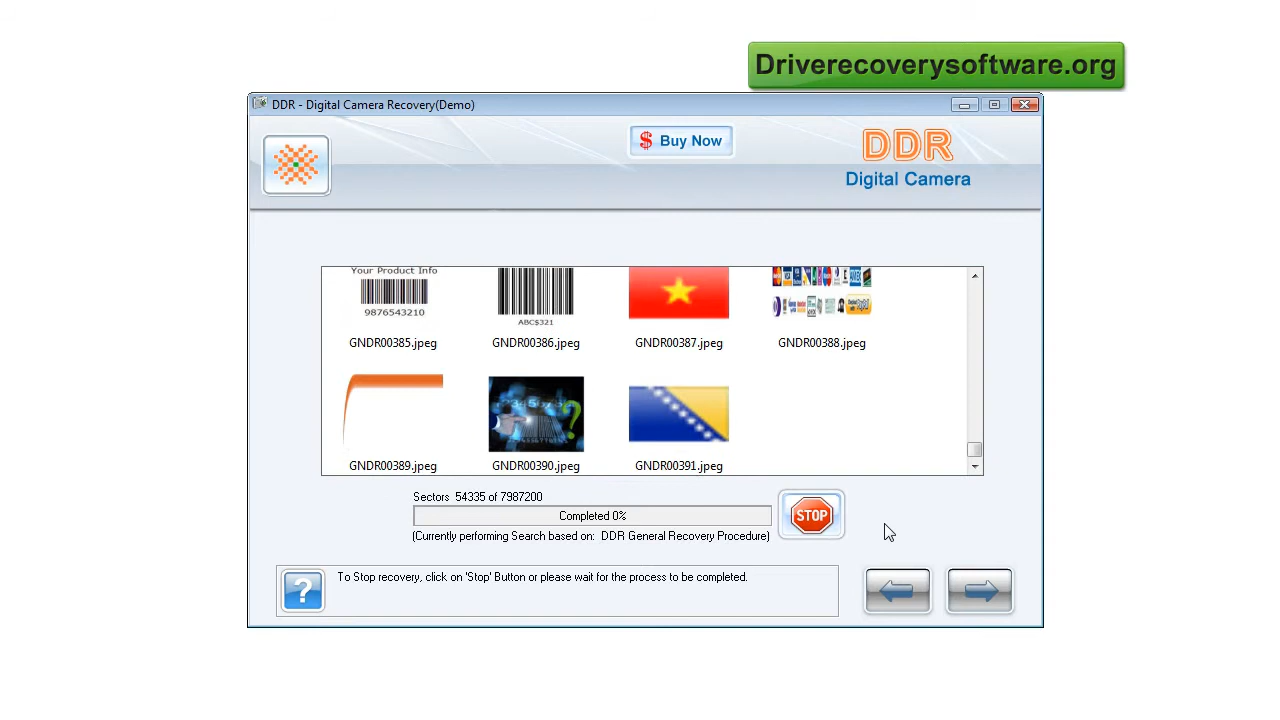 Driverecoverysoftware.org
DDR - Digital Camera Recovery(Demo)
$ Buy Now
DDR
Digital Camera
Your Product Info
9876543210
ABC$321
GNDR00385.jpeg GNDR00386.jpeg GNDR00387.jpeg GNDR00388.jpeg
GNDR00389.jpeg GNDR00390.jpeg GNDR00391.jpeg
Sectors 54335 of 7987200
Completed 0%
STOP
(Currently performing Search based on: DDR General Recovery Procedure)
? To Stop recovery, click on 'Stop' Button or please wait for the process to be completed.